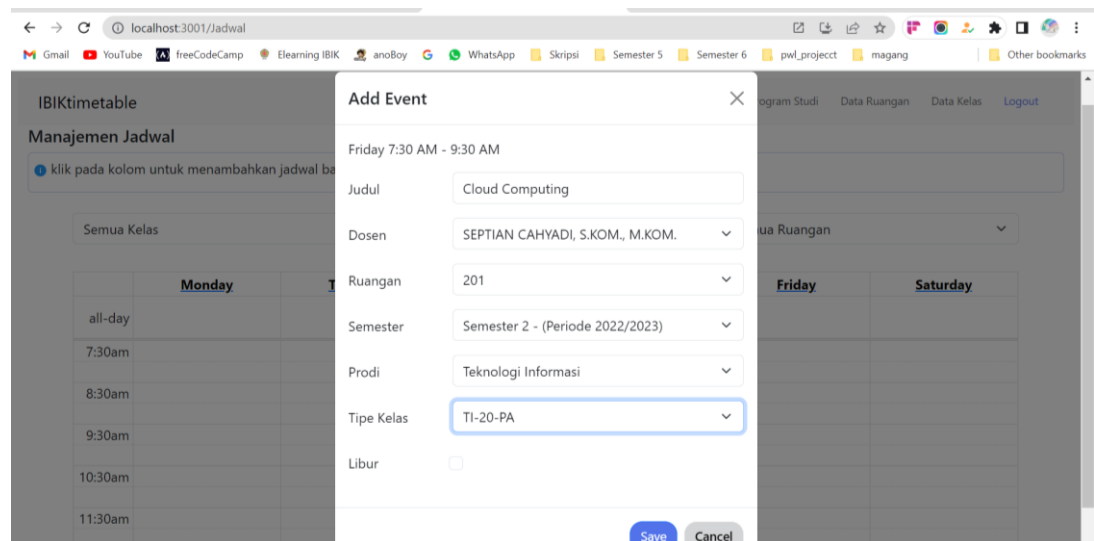 localhost:3001/Jadwal
Gmail YouTube freeCodeCamp Elearning IBIK anoBoy WhatsApp Skripsi Semester 5 Semester 6 pwl_projecct magang Other bookmarks
IBIKtimetable
ogram Studi Data Ruangan Data Kelas Logout
Manajemen Jadwal
klik pada kolom untuk menambahkan jadwal ba
Semua Kelas
ua Ruangan
Monday T Friday Saturday
all-day
7:30am
8:30am
9:30am
10:30am
11:30am
Add Event
Friday 7:30 AM - 9:30 AM
Judul Cloud Computing
Dosen SEPTIAN CAHYADI, S.KOM., M.KOM.
Ruangan 201
Semester Semester 2 - (Periode 2022/2023)
Prodi Teknologi Informasi
Tipe Kelas TI-20-PA
Libur
Save Cancel